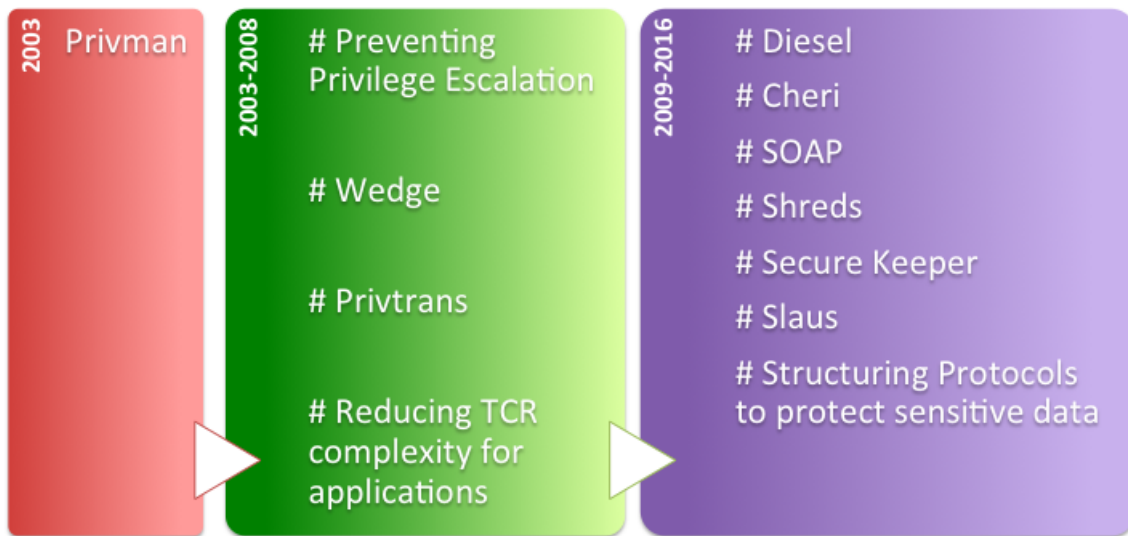 2003
Privman
2003-2008
# Preventing
Privilege Escalation
# Wedge
# Privtrans
# Reducing TCR
complexity for
applications
2009-2016
# Diesel
# Cheri
# SOAP
# Shreds
# Secure Keeper
# Slaus
# Structuring Protocols
to protect sensitive data